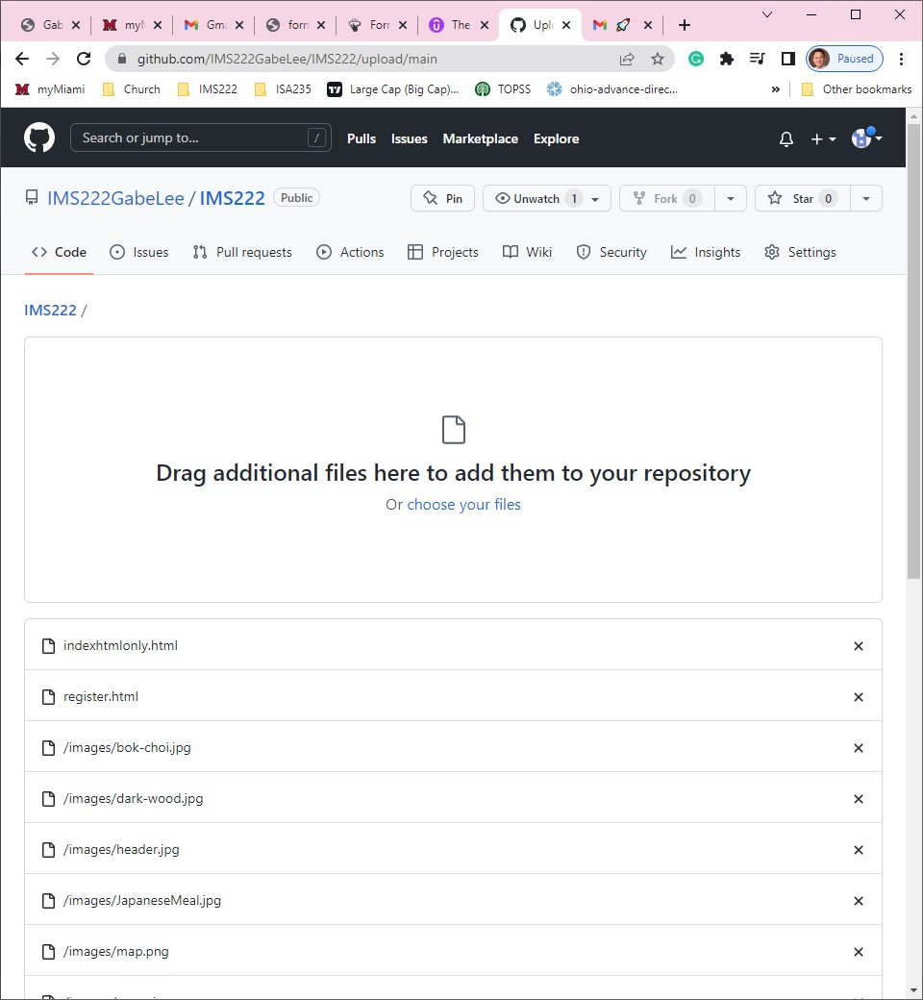 Gab
myM
Gma
forn
Forr
The
Uplo
github.com/IMS222GabeLee/IMS222/upload/main
Paused
myMiami Church IMS222 ISA235 Large Cap (Big Cap)... TOPSS ohio-advance-direc... » Other bookmarks
Search or jump to... / Pulls Issues Marketplace Explore
IMS222GabeLee / IMS222 Public Pin Unwatch 1 Fork 0 Star 0
Code Issues Pull requests Actions Projects Wiki Security Insights Settings
IMS222 /
Drag additional files here to add them to your repository
Or choose your files
indexhtmlonly.html
register.html
/images/bok-choi.jpg
/images/dark-wood.jpg
/images/header.jpg
/images/JapaneseMeal.jpg
/images/map.png